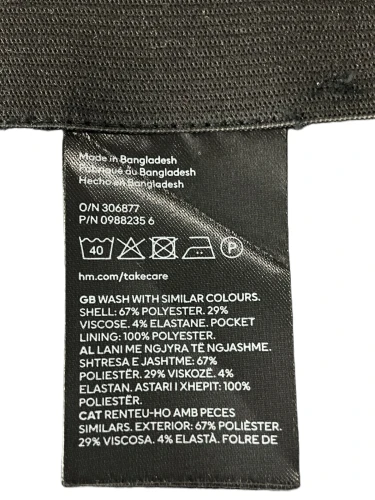 Made in Bangladesh
Fabriqué au Bangladesh
Hecho en Bangladesh
O/N 306877
P/N 0988235 6
40 P
hm.com/takecare
GB WASH WITH SIMILAR COLOURS.
SHELL: 67% POLYESTER. 29%
VISCOSE. 4% ELASTANE. POCKET
LINING: 100% POLYESTER.
AL LANI ME NGJYRA TË NGJASHME.
SHTRESA E JASHTME: 67%
POLIESTËR. 29% VISKOZË. 4%
ELASTAN. ASTARI I XHEPIT: 100%
POLIESTËR.
CAT RENTEU-HO AMB PECES
SIMILARS. EXTERIOR: 67% POLIÈSTER.
29% VISCOSA. 4% ELASTÀ. FOLRE DE